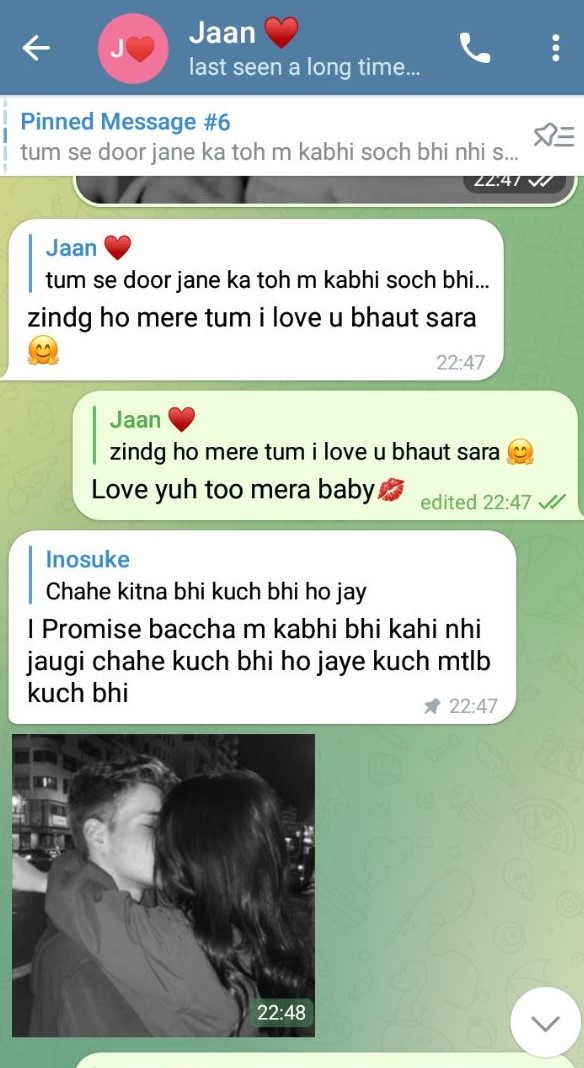 J❤️
Jaan ❤️
last seen a long time...
Pinned Message #6
tum se door jane ka toh m kabhi soch bhi nhi s...
22:47
Jaan ❤️
tum se door jane ka toh m kabhi soch bhi...
zindg ho mere tum i love u bhaut sara
🤗
22:47
Jaan ❤️
zindg ho mere tum i love u bhaut sara 🤗
Love yuh too mera baby💋
edited 22:47
Inosuke
Chahe kitna bhi kuch bhi ho jay
I Promise baccha m kabhi bhi kahi nhi
jaugi chahe kuch bhi ho jaye kuch mtlb
kuch bhi
22:47
22:48